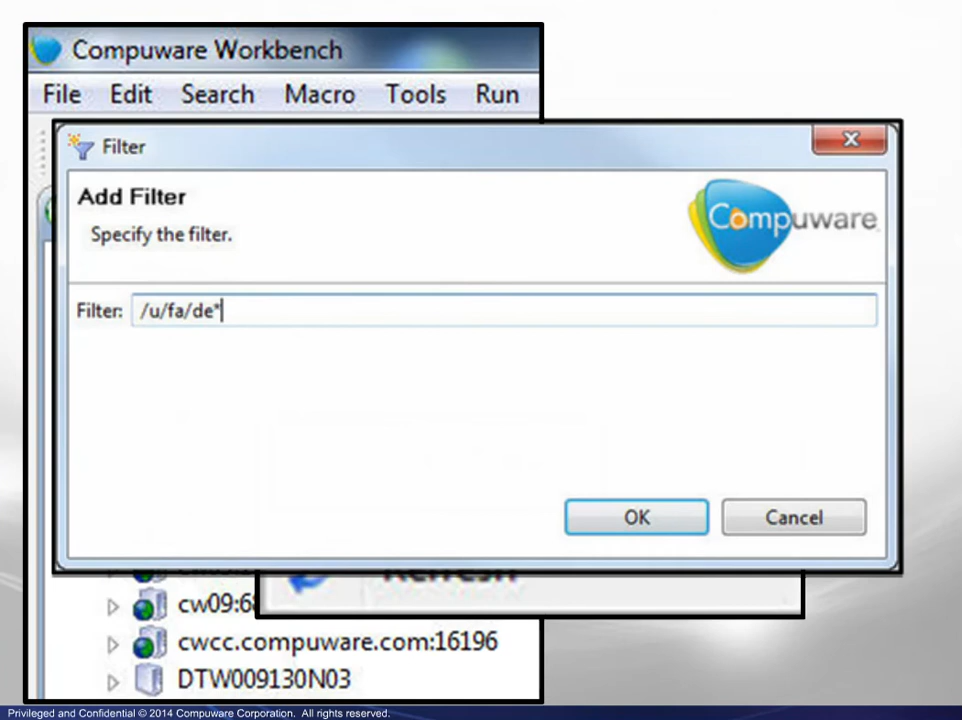 Compuware Workbench
File Edit Search Macro Tools Run
Filter
Add Filter
Specify the filter.
Compuware
Filter: /u/fa/de*
OK Cancel
Refresh
cw09:6
cwcc.compuware.com:16196
DTW009130N03
Privileged and Confidential © 2014 Compuware Corporation. All rights reserved.